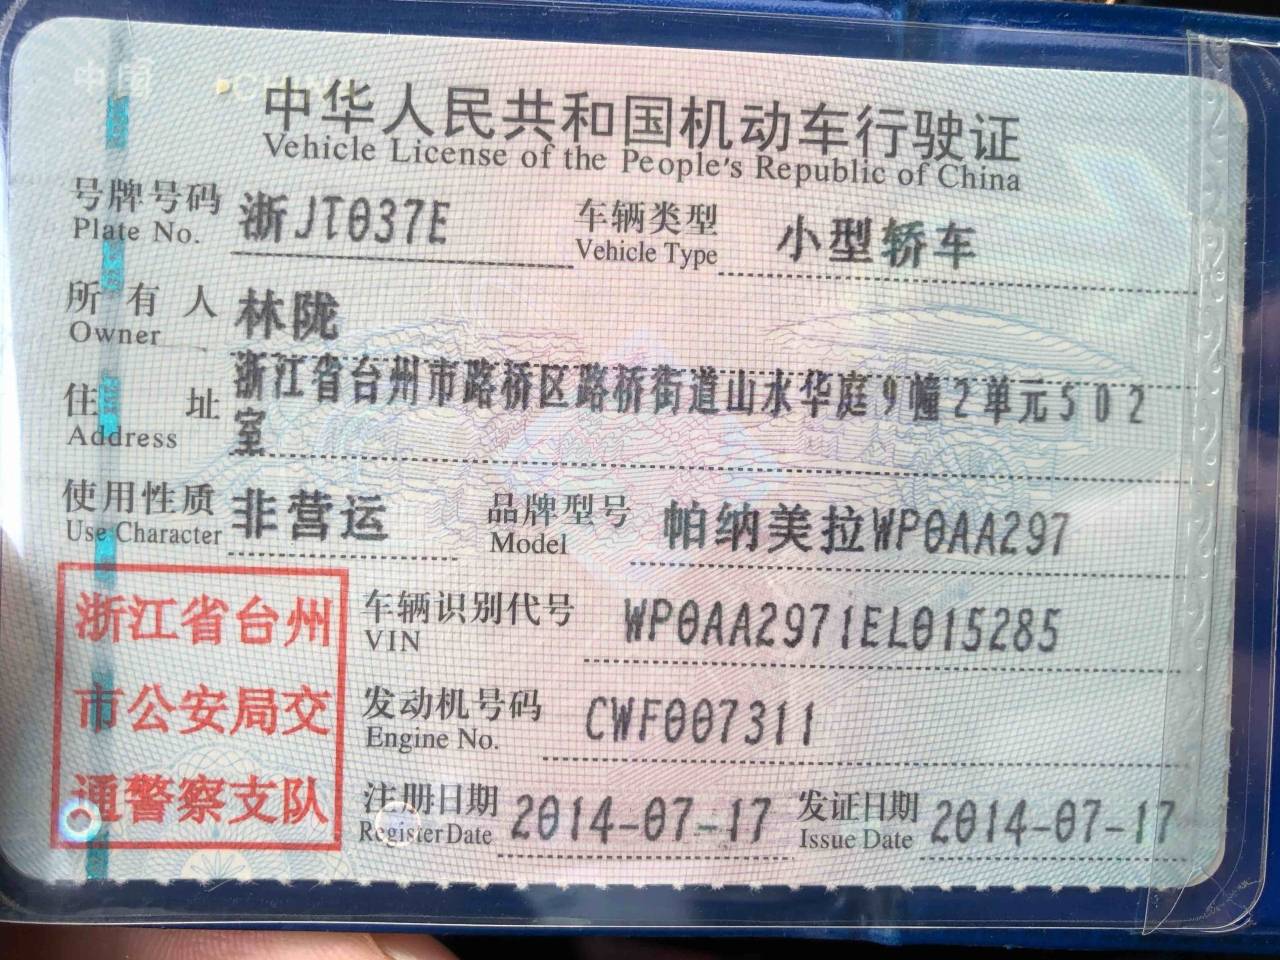 中国 CHINA
中华人民共和国机动车行驶证
Vehicle License of the People's Republic of China
号牌号码 浙JT037E 车辆类型 小型轿车
Plate No. Vehicle Type
所有人 林陇
Owner
住址 浙江省台州市路桥区路桥街道山水华庭9幢2单元502
Address 室
使用性质 非营运 品牌型号 帕纳美拉WP0AA297
Use Character Model
浙江省台州 车辆识别代号 WP0AA2971EL015285
VIN
市公安局交 发动机号码 CWF007311
Engine No.
通警察支队 注册日期 2014-07-17 发证日期 2014-07-17
Register Date Issue Date